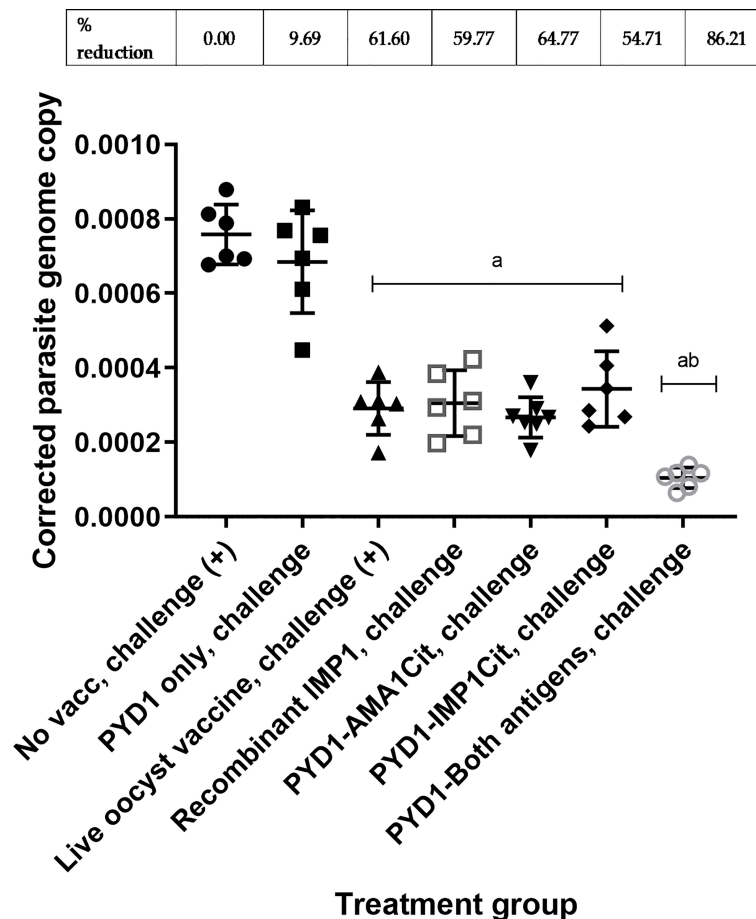 %
reduction 0.00 9.69 61.60 59.77 64.77 54.71 86.21
0.0010
0.0008
0.0006
0.0004
0.0002
0.0000
Corrected parasite genome copy
a
ab
No vacc, challenge (+)
PYD1 only, challenge
Live oocyst vaccine, challenge (+)
Recombinant IMP1, challenge
PYD1-AMA1Cit, challenge
PYD1-IMP1Cit, challenge
PYD1-Both antigens, challenge
Treatment group